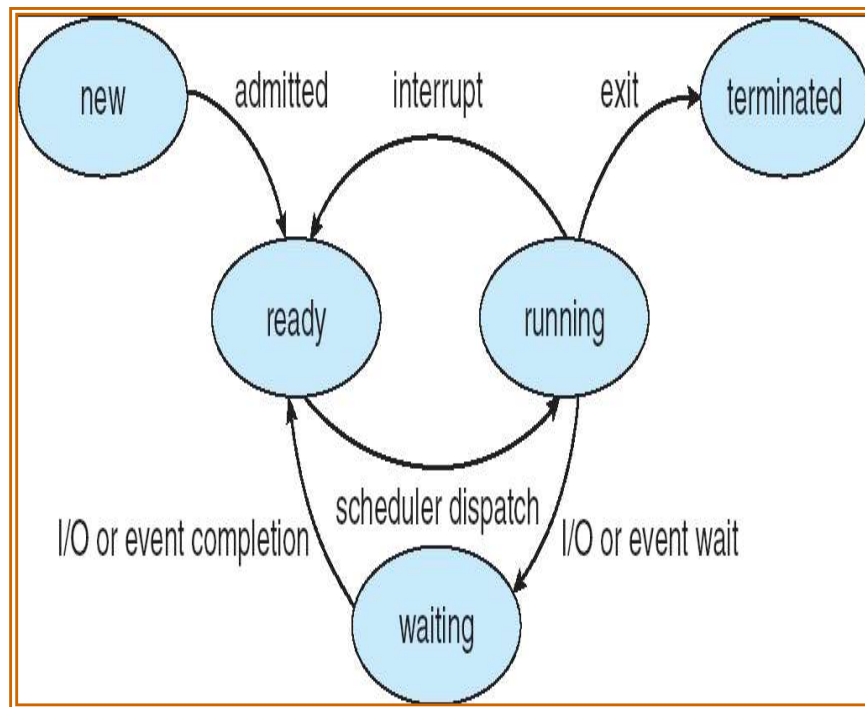 new
admitted
interrupt
exit
terminated
ready
running
scheduler dispatch
I/O or event completion
I/O or event wait
waiting